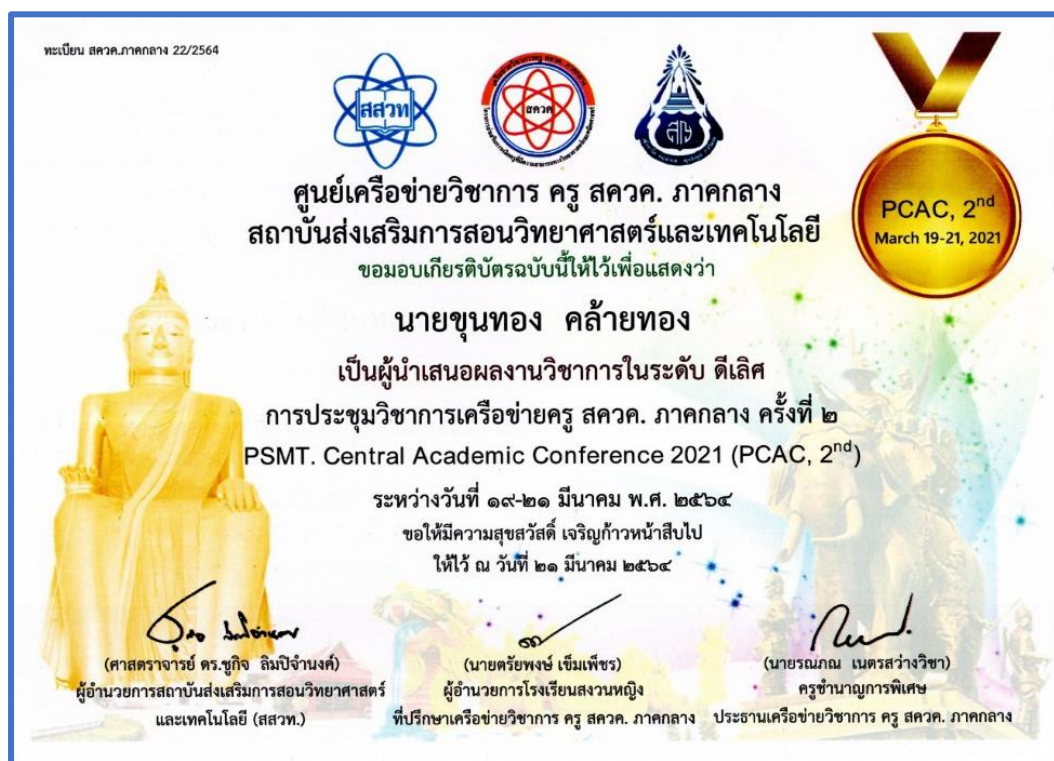 ทะเบียน สควค.ภาคกลาง 22/2564
สสวท
สควค
PCAC, 2nd
March 19-21, 2021
ศูนย์เครือข่ายวิชาการ ครู สควค. ภาคกลาง
สถาบันส่งเสริมการสอนวิทยาศาสตร์และเทคโนโลยี
ขอมอบเกียรติบัตรฉบับนี้ให้ไว้เพื่อแสดงว่า
นายขุนทอง คล้ายทอง
เป็นผู้นำเสนอผลงานวิชาการในระดับ ดีเลิศ
การประชุมวิชาการเครือข่ายครู สควค. ภาคกลาง ครั้งที่ ๒
PSMT. Central Academic Conference 2021 (PCAC, 2nd)
ระหว่างวันที่ ๑๙-๒๑ มีนาคม พ.ศ. ๒๕๖๔
ขอให้มีความสุขสวัสดิ์ เจริญก้าวหน้าสืบไป
ให้ไว้ ณ วันที่ ๒๑ มีนาคม ๒๕๖๔
(ศาสตราจารย์ ดร.ชูกิจ ลิมปิจำนงค์)
ผู้อำนวยการสถาบันส่งเสริมการสอนวิทยาศาสตร์
และเทคโนโลยี (สสวท.)
(นายตรัยพงษ์ เข็มเพ็ชร)
ผู้อำนวยการโรงเรียนสงวนหญิง
ที่ปรึกษาเครือข่ายวิชาการ ครู สควค. ภาคกลาง
(นายรณภณ เนตรสว่างวิชา)
ครูชำนาญการพิเศษ
ประธานเครือข่ายวิชาการ ครู สควค. ภาคกลาง